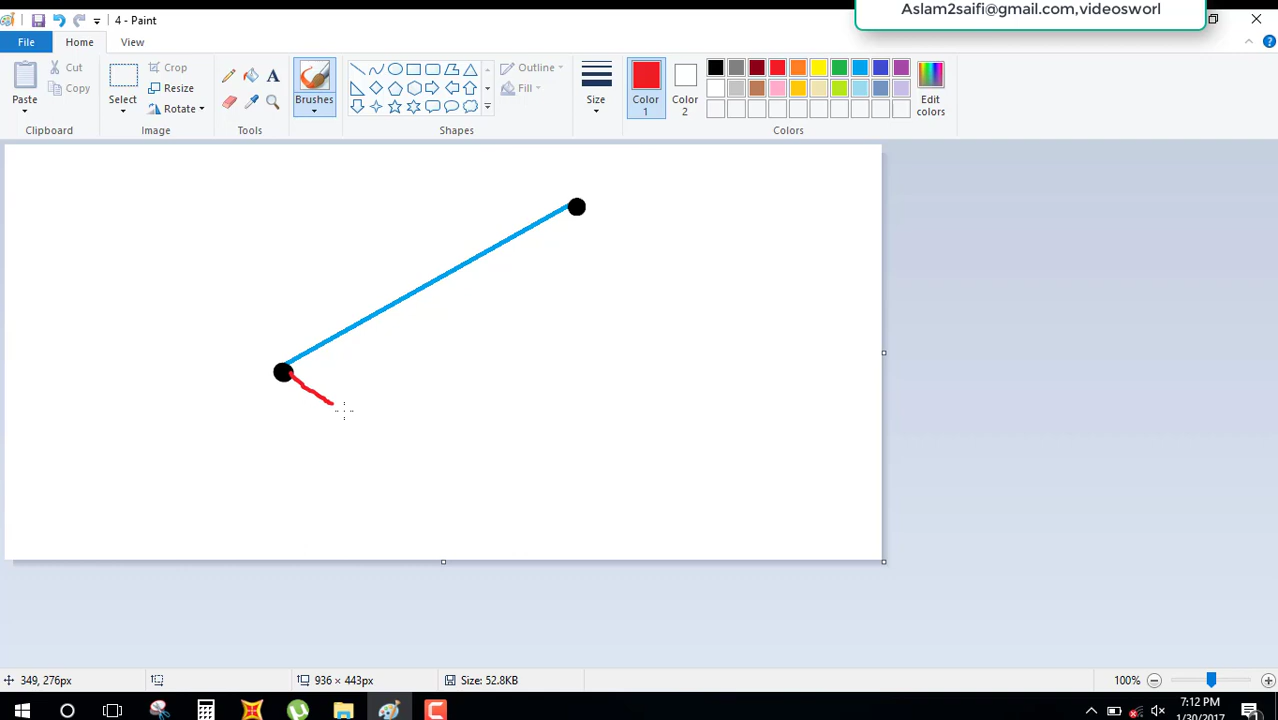 Aslam2saifi@gmail.com,videosworl
4 - Paint
File Home View
Paste
Cut
Copy
Clipboard
Select
Crop
Resize
Rotate
Image
A
Tools
Brushes
Outline
Fill
Shapes
Size
Color 1
Color 2
Edit colors
Colors
349, 276px
936 × 443px
Size: 52.8KB
100%
7:12 PM
1/30/2017